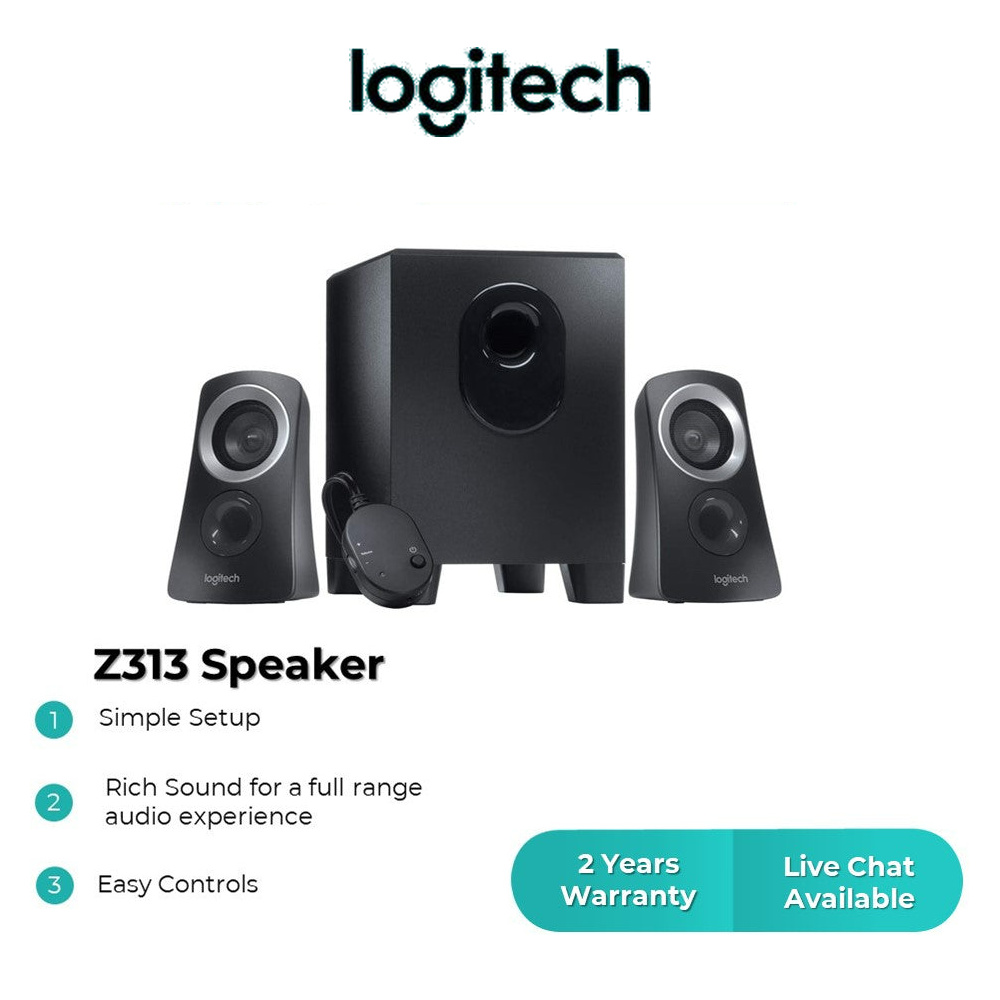 logitech
logitech
logitech
Z313 Speaker
1 Simple Setup
2 Rich Sound for a full range
audio experience
3 Easy Controls
2 Years
Warranty
Live Chat
Available